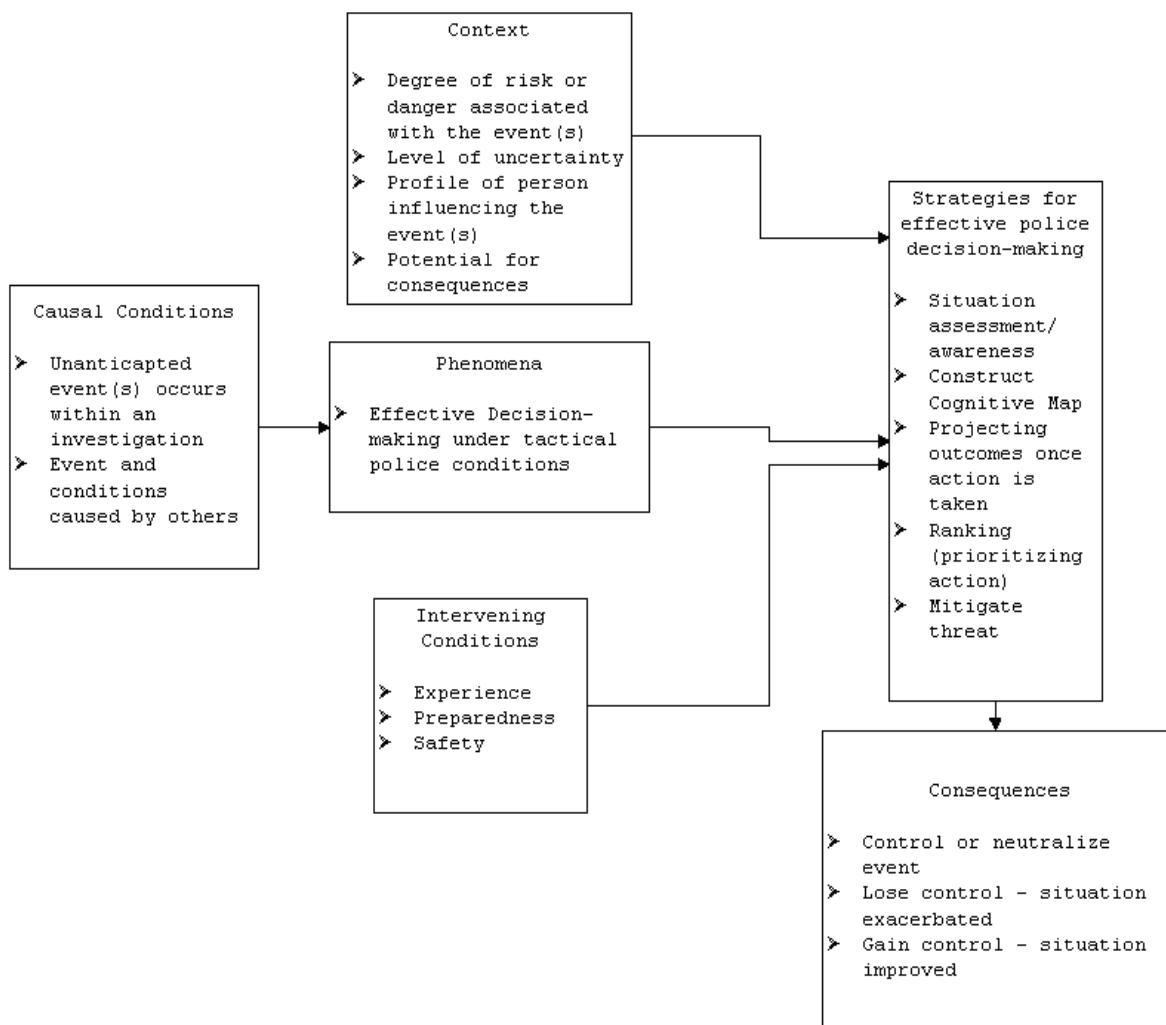 Context
➢ Degree of risk or
danger associated
with the event(s)
➢ Level of uncertainty
➢ Profile of person
influencing the
event(s)
➢ Potential for
consequences
Causal Conditions
➢ Unanticapted
event(s) occurs
within an
investigation
➢ Event and
conditions
caused by others
Phenomena
➢ Effective Decision-
making under tactical
police conditions
Intervening
Conditions
➢ Experience
➢ Preparedness
➢ Safety
Strategies for
effective police
decision-making
➢ Situation
assessment/
awareness
➢ Construct
Cognitive Map
➢ Projecting
outcomes once
action is
taken
➢ Ranking
(prioritizing
action)
➢ Mitigate
threat
Consequences
➢ Control or neutralize
event
➢ Lose control - situation
exacerbated
➢ Gain control - situation
improved